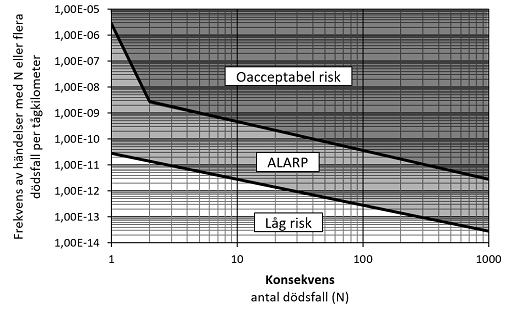 Frekvens av händelser med N eller flera
dödsfall per tågkilometer
1,00E-05
1,00E-06
1,00E-07
1,00E-08
1,00E-09
1,00E-10
1,00E-11
1,00E-12
1,00E-13
1,00E-14
Oacceptabel risk
ALARP
Låg risk
1
10
100
1000
Konsekvens
antal dödsfall (N)